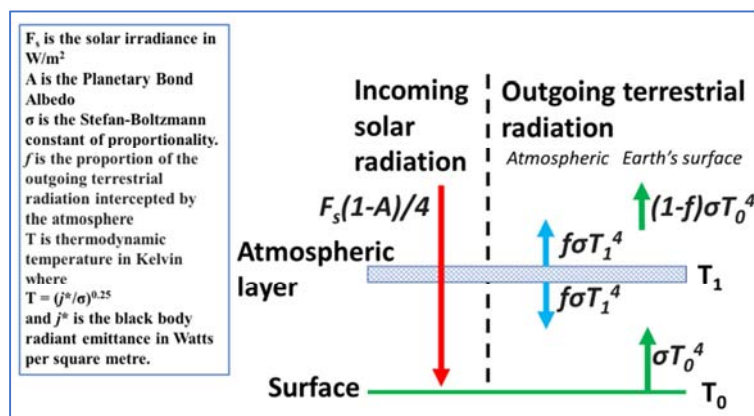 Fₛ is the solar irradiance in
W/m²
A is the Planetary Bond
Albedo
σ is the Stefan-Boltzmann
constant of proportionality.
f is the proportion of the
outgoing terrestrial
radiation intercepted by
the atmosphere
T is thermodynamic
temperature in Kelvin
where
T = (j*/σ)⁰·²⁵
and j* is the black body
radiant emittance in Watts
per square metre.
Incoming
solar
radiation
Outgoing terrestrial
radiation
Atmospheric
Earth's surface
Fₛ(1-A)/4
(1-f)σT₀⁴
fσT₁⁴
Atmospheric
layer
T₁
fσT₁⁴
σT₀⁴
Surface
T₀